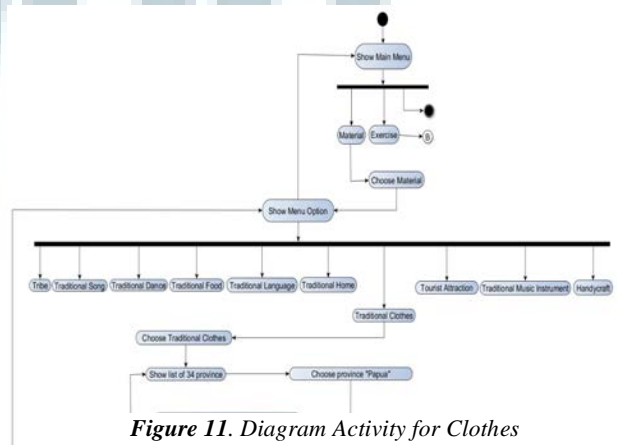 Show Main Menu
Material
Exercise
B
Choose Material
Show Menu Option
Tribe
Traditional Song
Traditional Dance
Traditional Food
Traditional Language
Traditional Home
Tourist Attraction
Traditional Music Instrument
Handycraft
Traditional Clothes
Choose Traditional Clothes
Show list of 34 province
Choose province "Papua"
Figure 11. Diagram Activity for Clothes